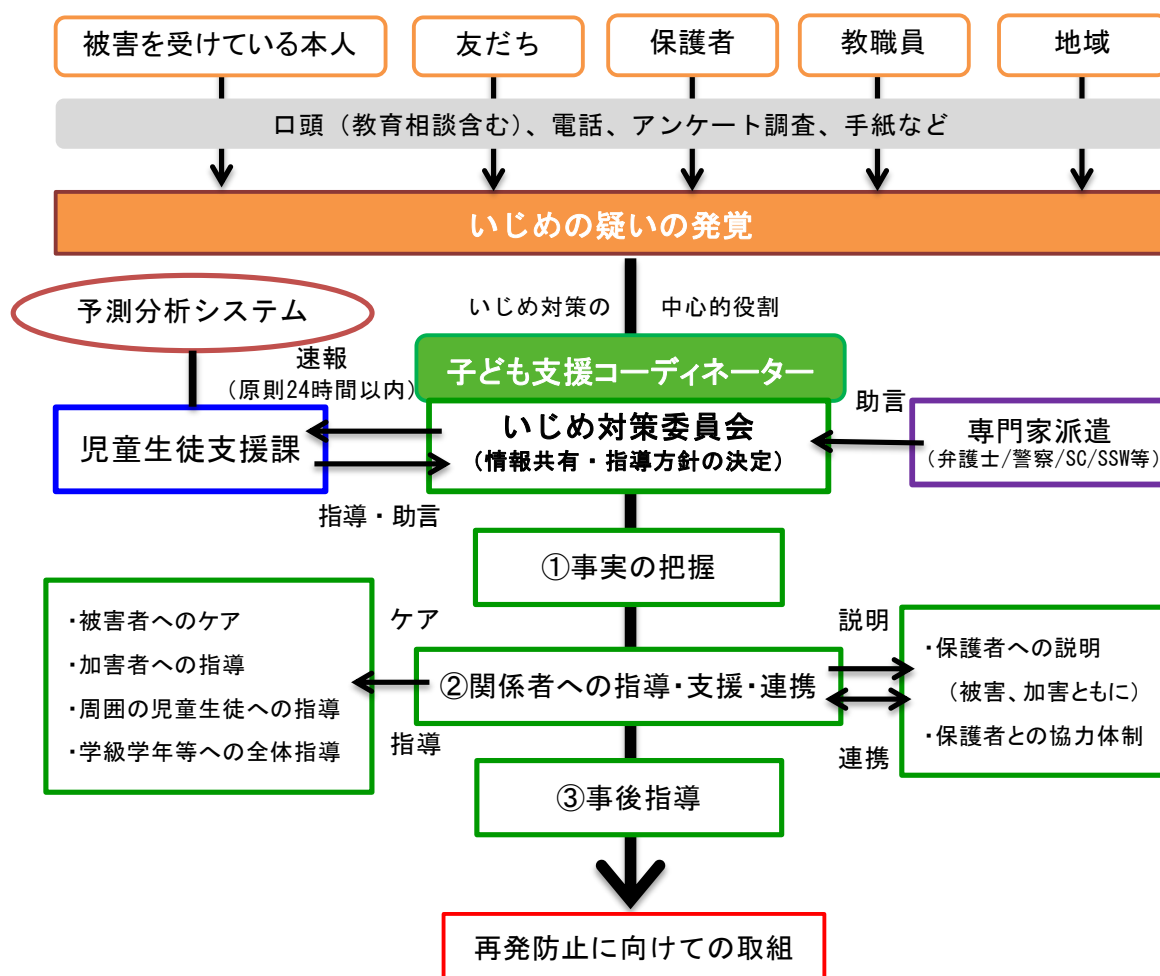 被害を受けている本人
友だち
保護者
教職員
地域
口頭（教育相談含む）、電話、アンケート調査、手紙など
いじめの疑いの発覚
予測分析システム
いじめ対策の 中心的役割
速報
（原則24時間以内）
子ども支援コーディネーター
児童生徒支援課
いじめ対策委員会
（情報共有・指導方針の決定）
助言
専門家派遣
（弁護士/警察/SC/SSW等）
指導・助言
①事実の把握
・被害者へのケア
・加害者への指導
・周囲の児童生徒への指導
・学級学年等への全体指導
ケア
指導
②関係者への指導・支援・連携
説明
連携
・保護者への説明
（被害、加害ともに）
・保護者との協力体制
③事後指導
再発防止に向けての取組